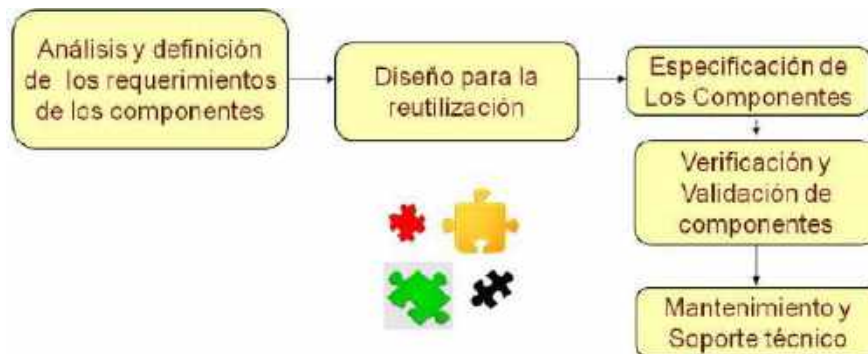 Análisis y definición
de los requerimientos
de los componentes
Diseño para la
reutilización
Especificación de
Los Componentes
Verificación y
Validación de
componentes
Mantenimiento y
Soporte técnico